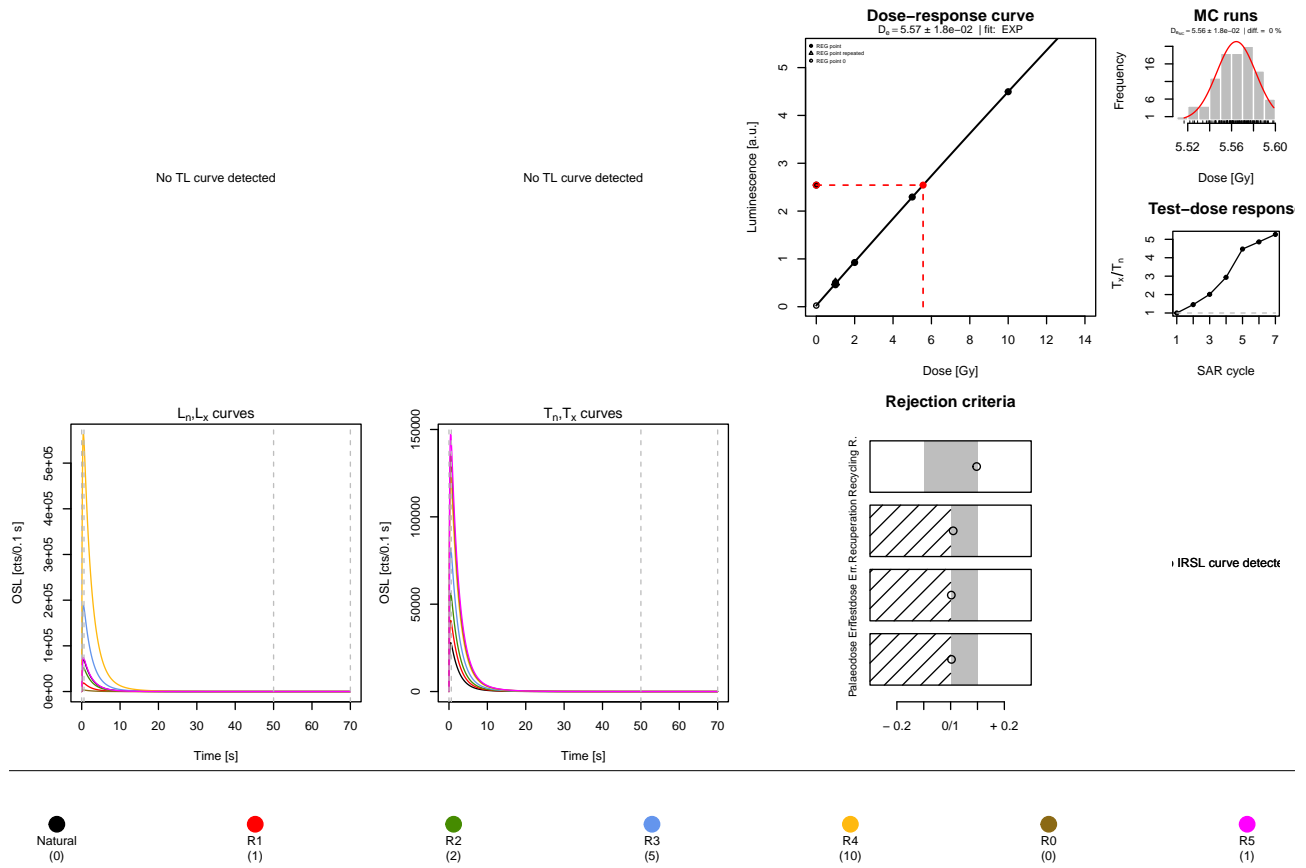 No TL curve detected
No TL curve detected
Dose−response curve
De = 5.57 ± 1.8e−02 | fit: EXP
REG point
REG point repeated
REG point 0
Luminescence [a.u.]
0 1 2 3 4 5
0 2 4 6 8 10 12 14
Dose [Gy]
MC runs
| diff. = 0 %
Frequency
1 6 16
5.52 5.56 5.60
Dose [Gy]
Test−dose respons
Tx/Tn
1 2 3 4 5
1 3 5 7
SAR cycle
Ln,Lx curves
OSL [cts/0.1 s]
0e+00 1e+05 2e+05 3e+05 4e+05 5e+05
0 10 20 30 40 50 60 70
Time [s]
Tn,Tx curves
OSL [cts/0.1 s]
0 50000 100000 150000
0 10 20 30 40 50 60 70
Time [s]
Rejection criteria
Recycling R.
Recuperation R.
Testdose Err.
Palaeodose Err.
− 0.2 0/1 + 0.2
IRSL curve detecte
Natural R1 R2 R3 R4 R0 R5
(0) (1) (2) (5) (10) (0) (1)